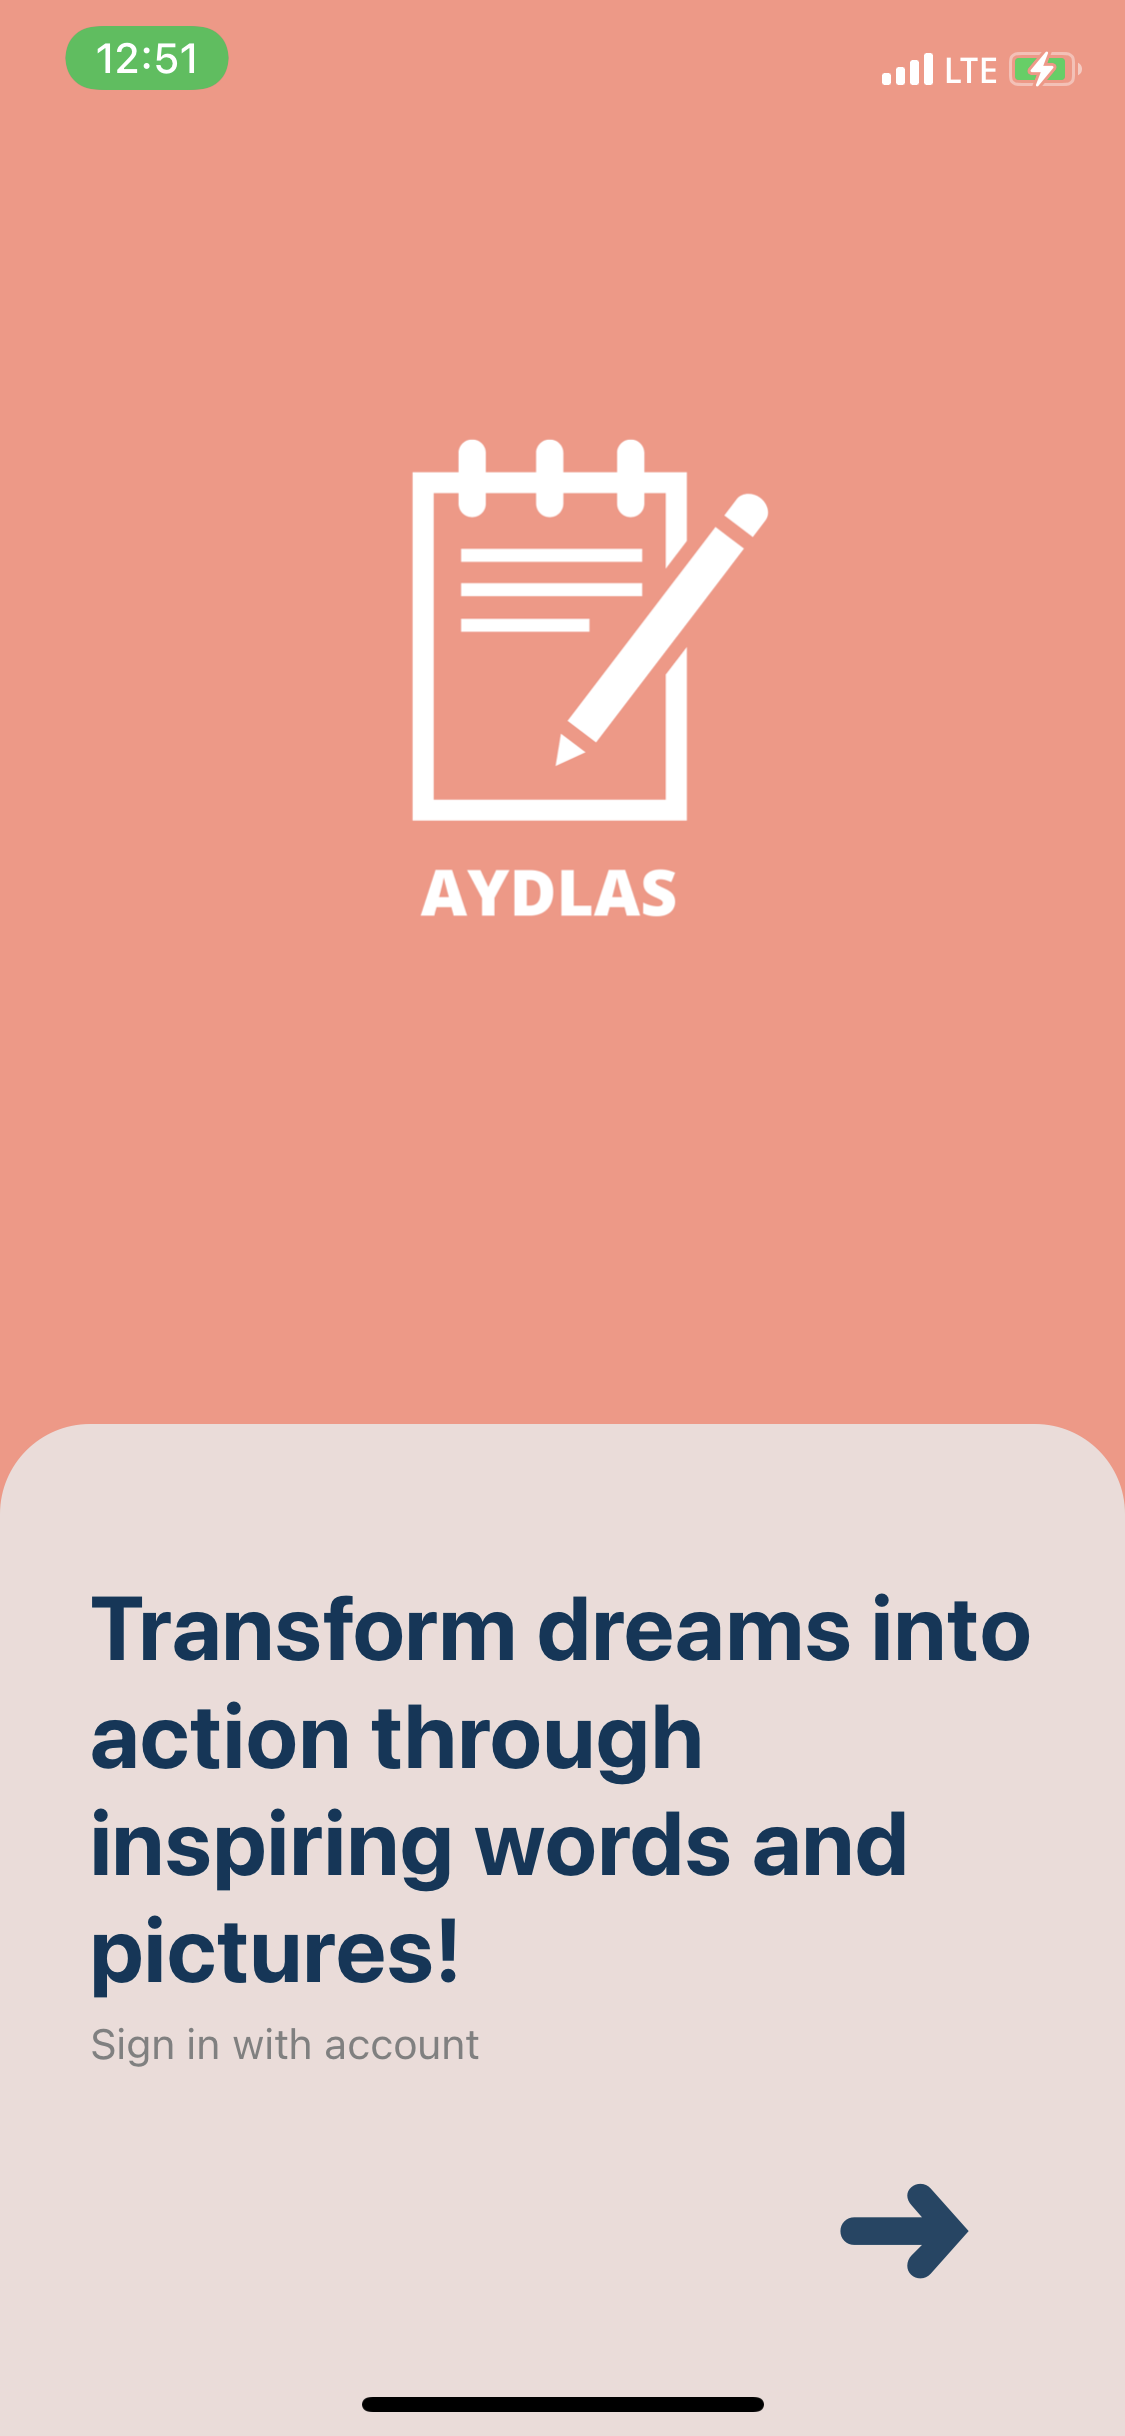 12:51
LTE
AYDLAS
Transform dreams into
action through
inspiring words and
pictures!
Sign in with account